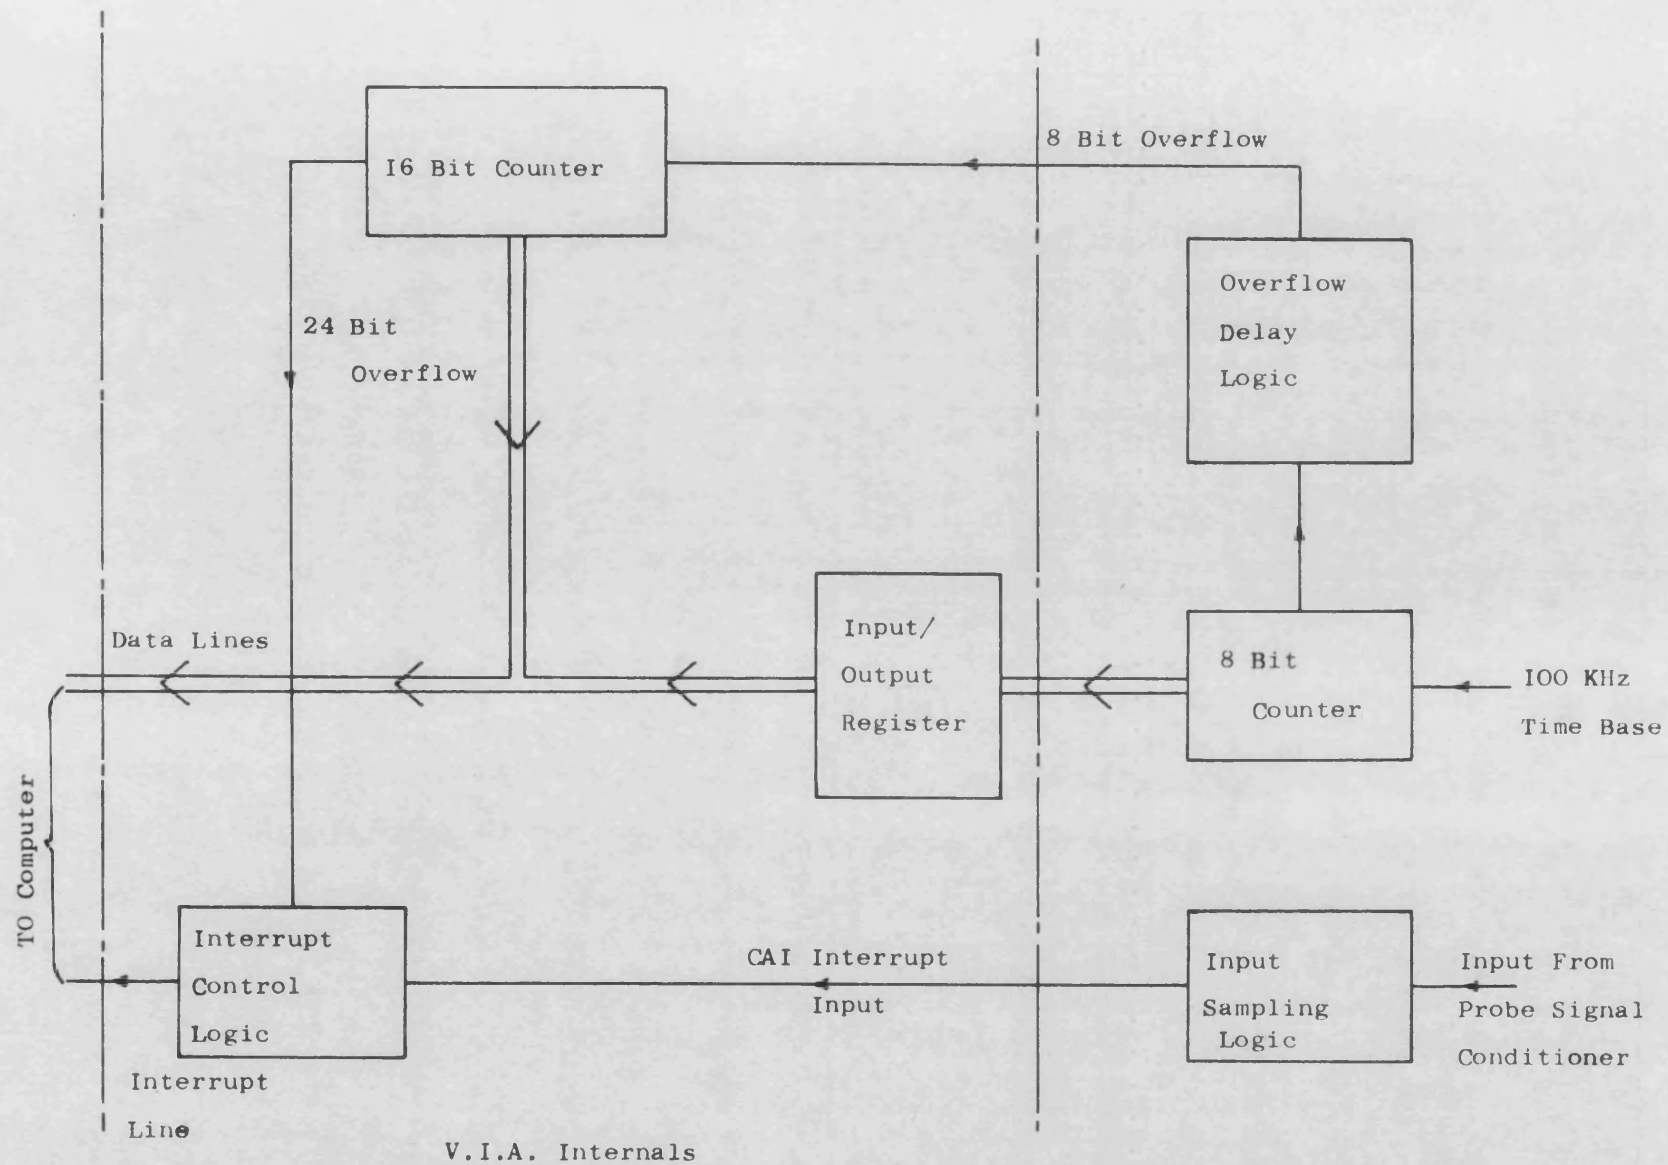 8 Bit Overflow
I6 Bit Counter
Overflow
Delay
Logic
24 Bit
Overflow
Data Lines
Input/
Output
Register
8 Bit
Counter
IOO KHz
Time Base
TO Computer
Interrupt
Control
Logic
CAI Interrupt
Input
Input
Sampling
Logic
Input From
Probe Signal
Conditioner
Interrupt
Line
V.I.A. Internals